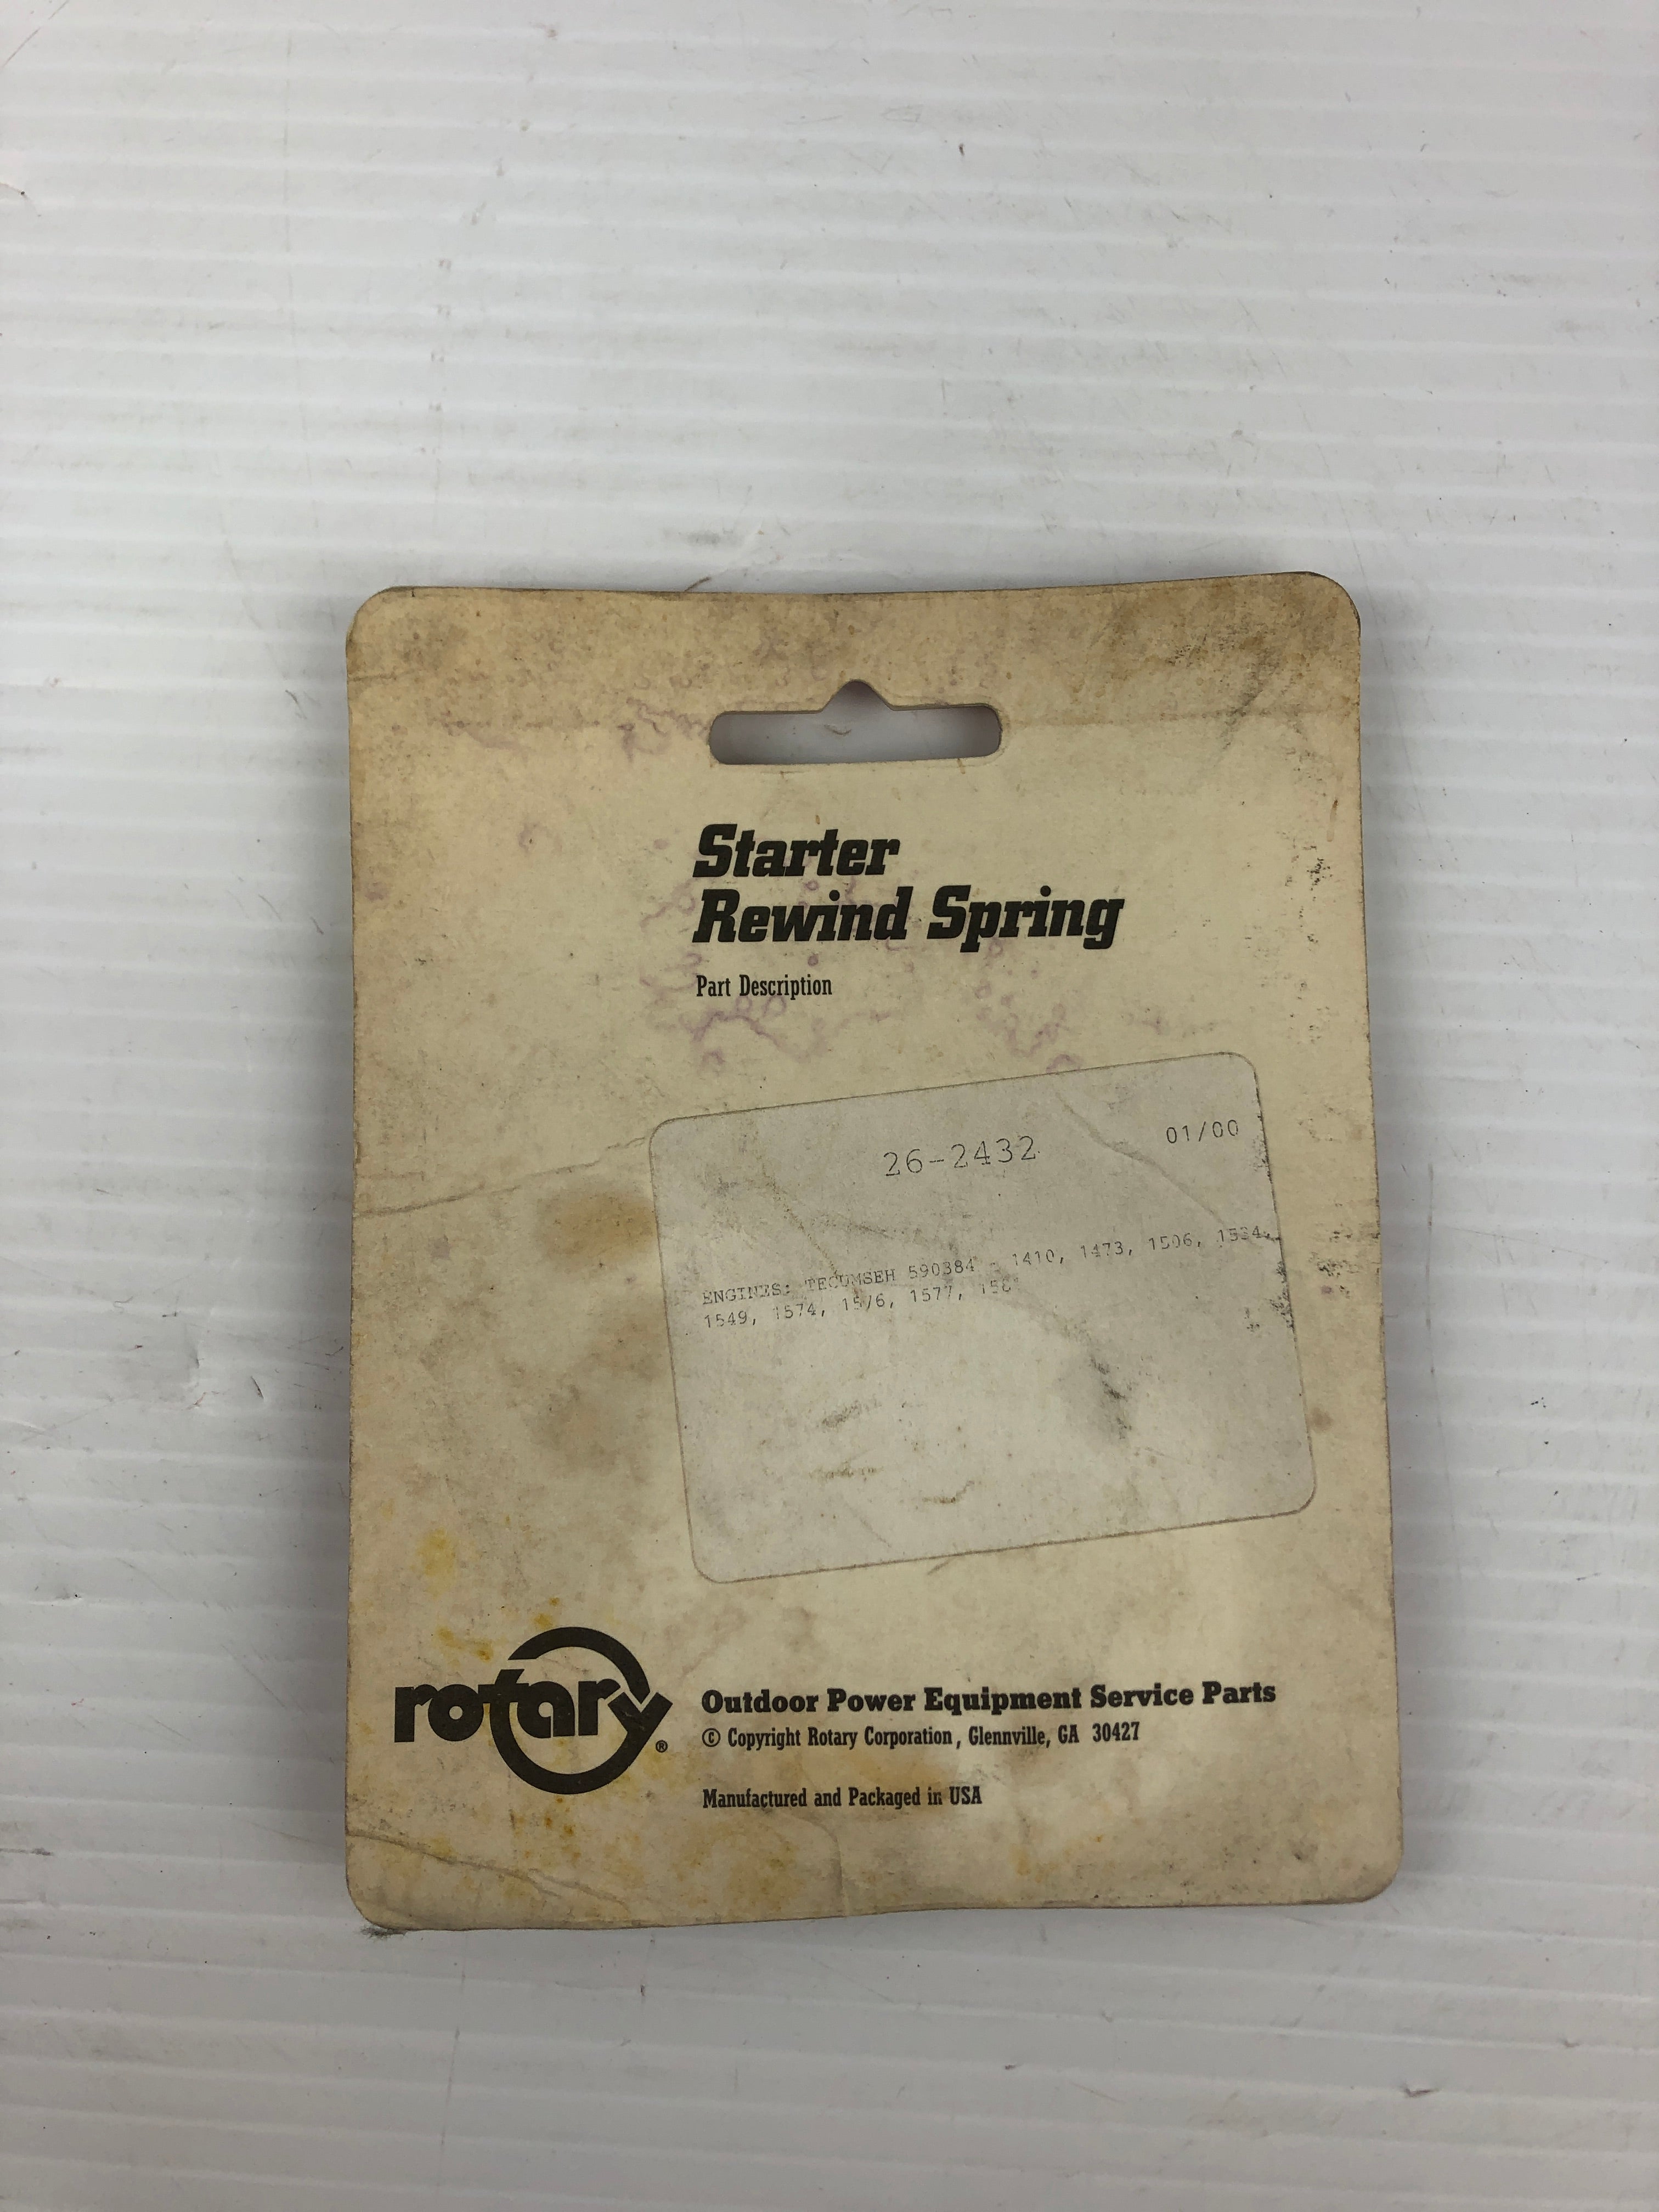 Starter
Rewind Spring
Part Description
26-2432
01/00
ENGINES: TECUMSEH 590384 - 1410, 1473, 1506,
1549, 1574, 1576, 1577,
rotary®
Outdoor Power Equipment Service Parts
© Copyright Rotary Corporation, Glennville, GA 30427
Manufactured and Packaged in USA